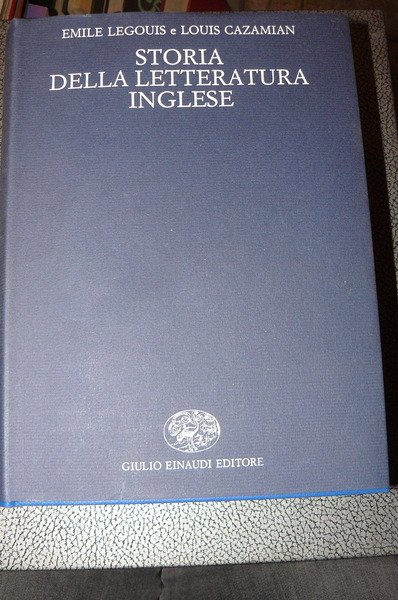 EMILE LEGOUIS e LOUIS CAZAMIAN
STORIA
DELLA LETTERATURA
INGLESE
GIULIO EINAUDI EDITORE